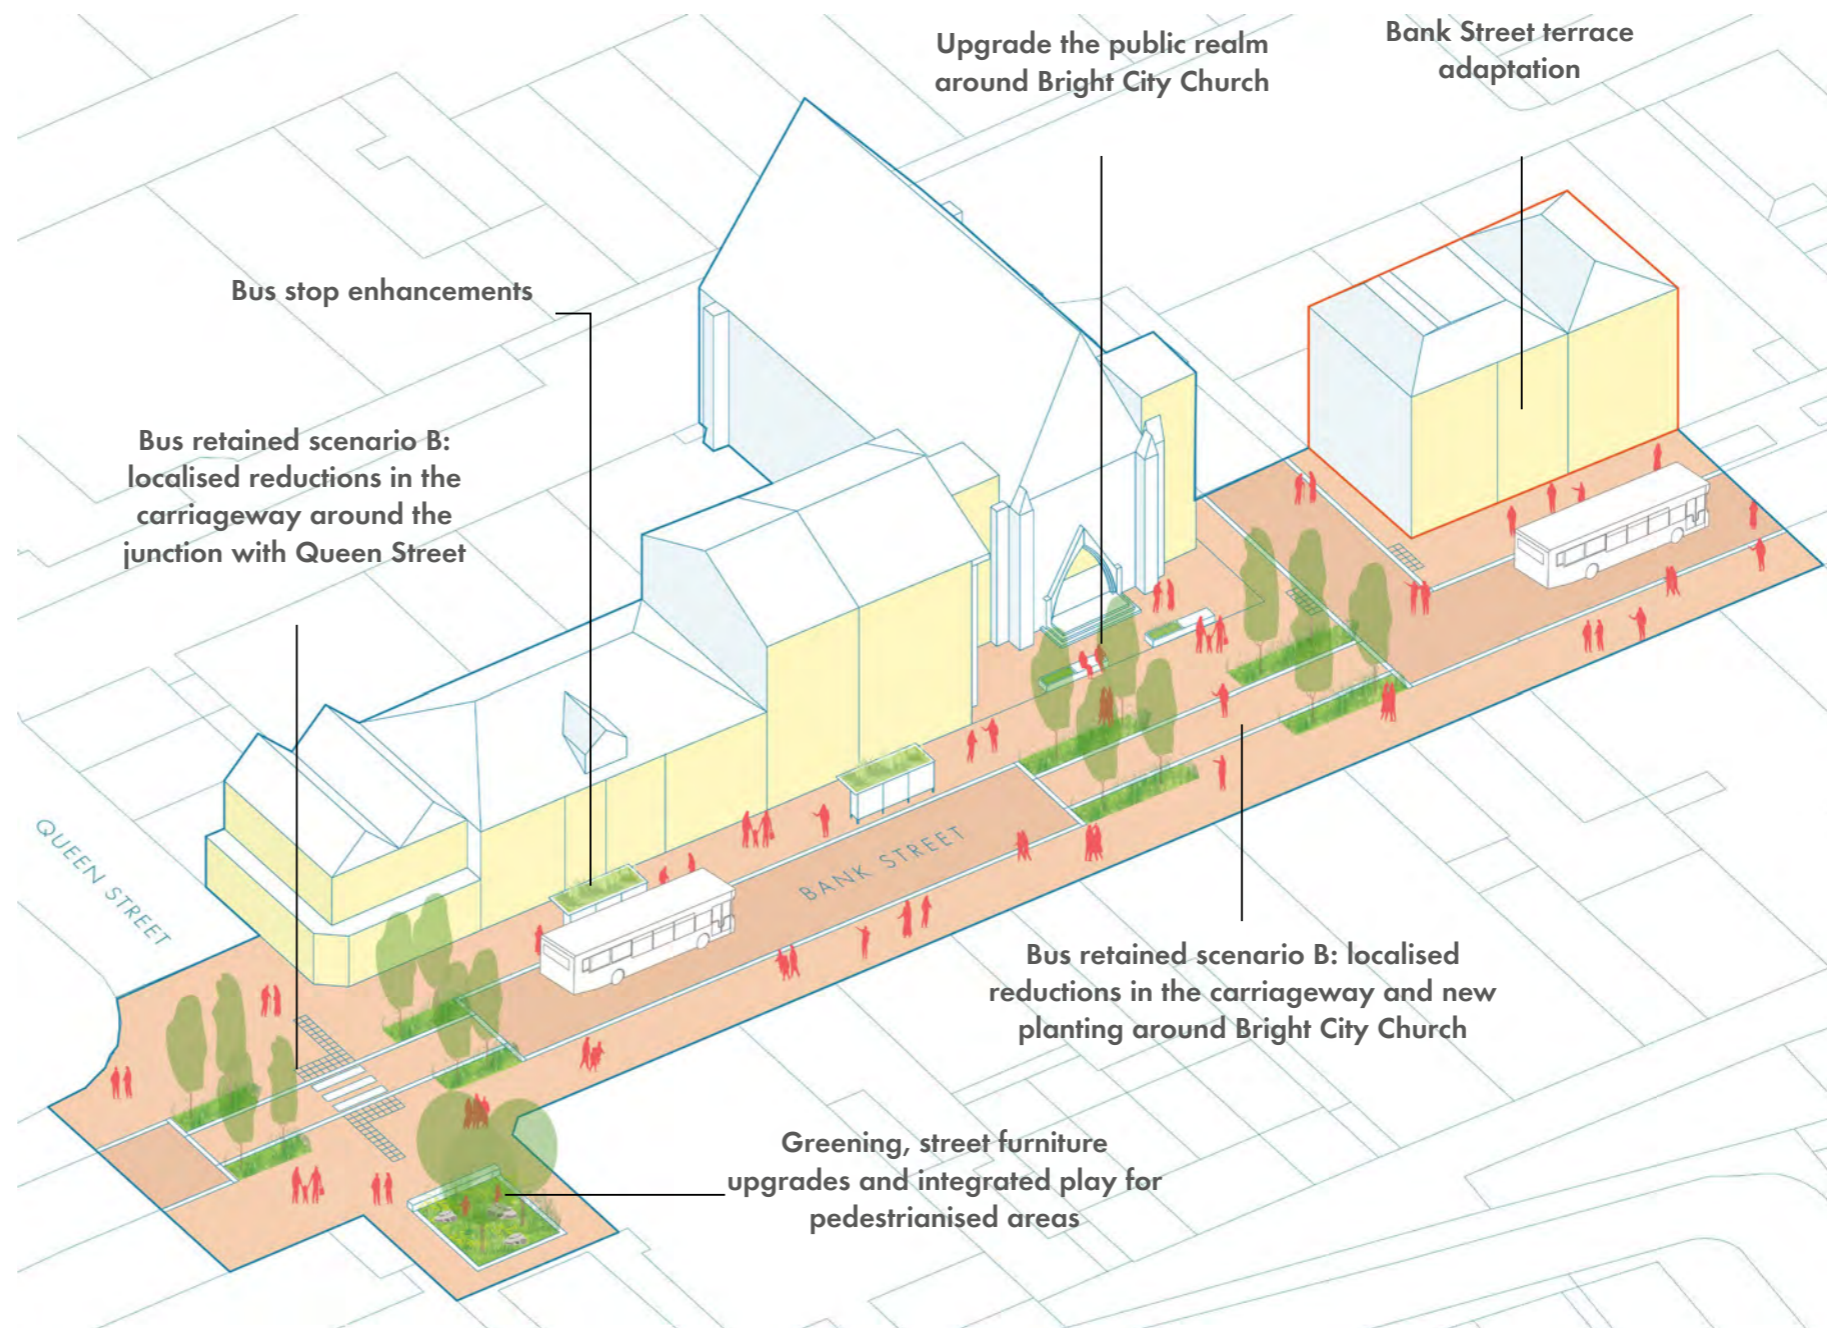 Upgrade the public realm
around Bright City Church
Bank Street terrace
adaptation
Bus stop enhancements
Bus retained scenario B:
localised reductions in the
carriageway around the
junction with Queen Street
QUEEN STREET
BANK STREET
Bus retained scenario B: localised
reductions in the carriageway and new
planting around Bright City Church
Greening, street furniture
upgrades and integrated play for
pedestrianised areas